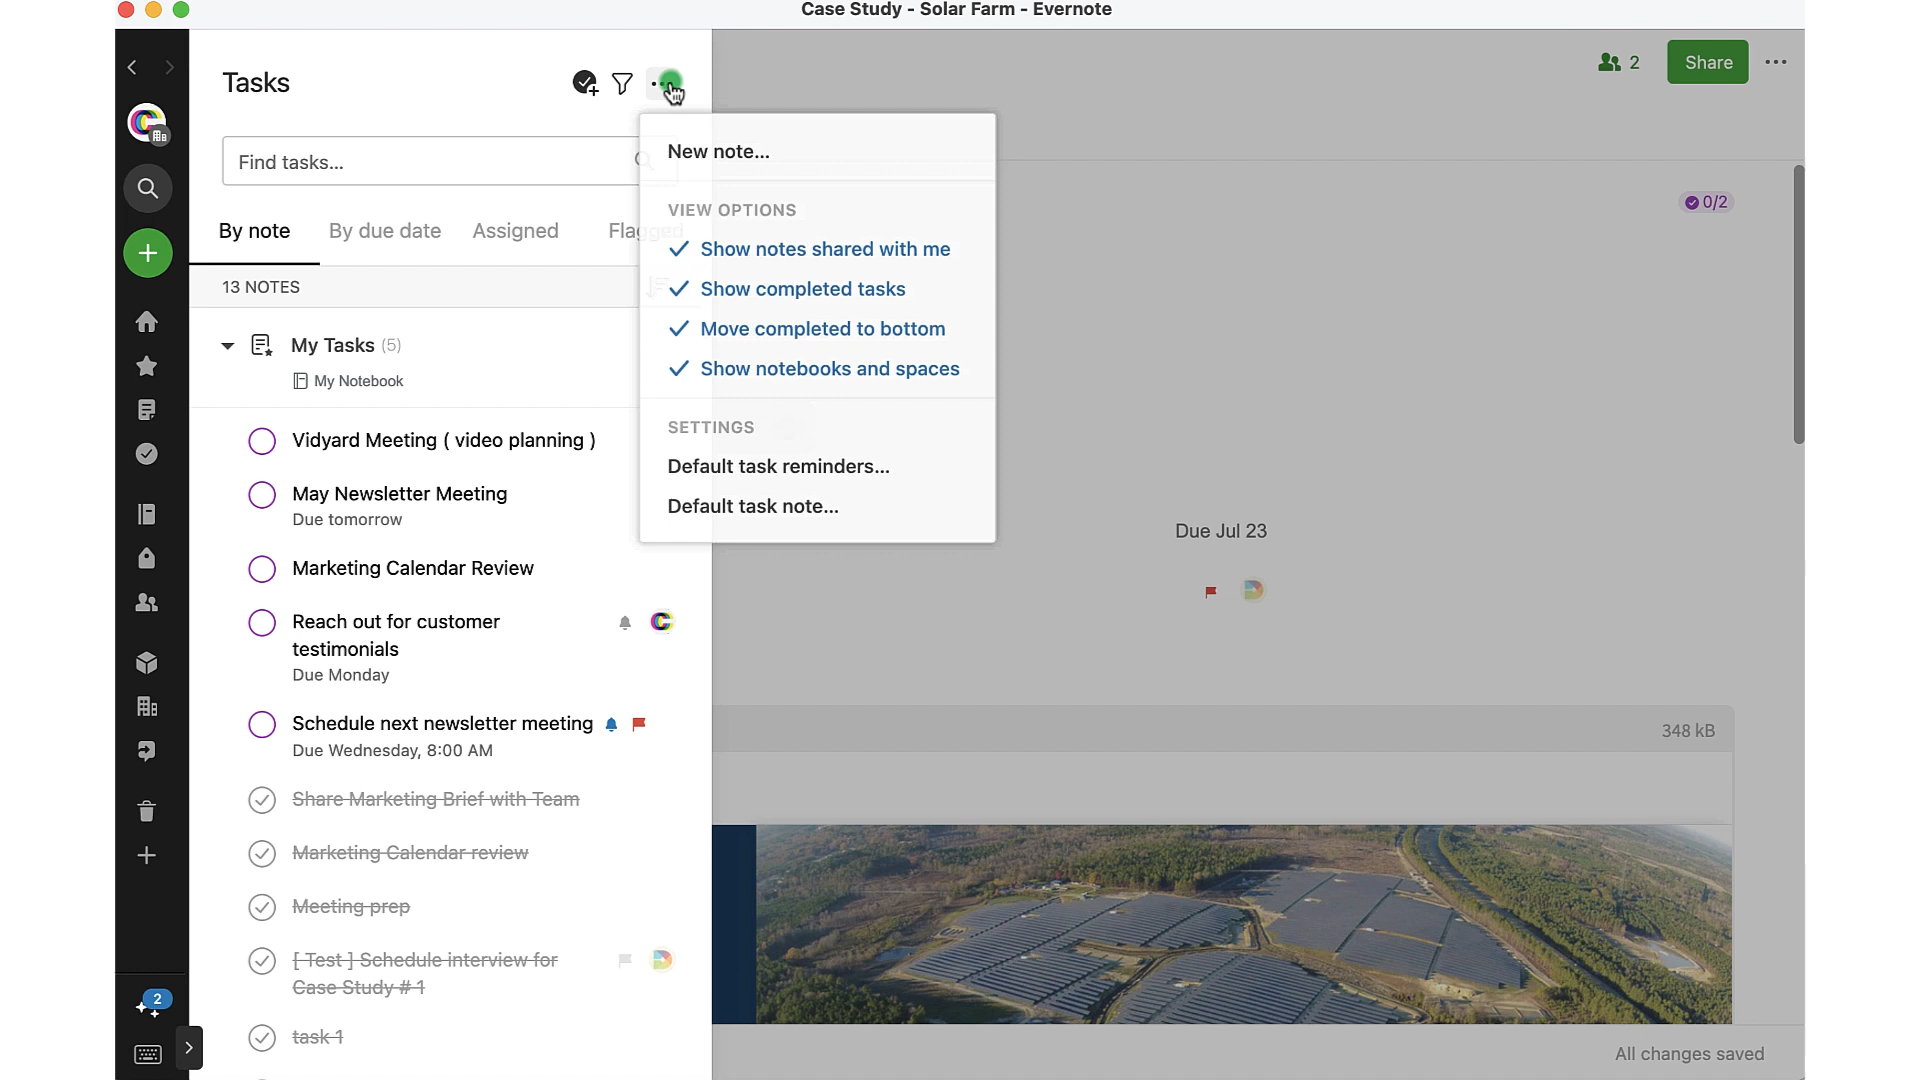 Case Study - Solar Farm - Evernote
Tasks
2
Share
New note...
Find tasks...
0/2
VIEW OPTIONS
By note
By due date
Assigned
Flagged
Show notes shared with me
13 NOTES
Show completed tasks
Move completed to bottom
My Tasks (5)
Show notebooks and spaces
My Notebook
SETTINGS
Vidyard Meeting ( video planning )
Default task reminders...
May Newsletter Meeting
Default task note...
Due tomorrow
Due Jul 23
Marketing Calendar Review
Reach out for customer
testimonials
Due Monday
Schedule next newsletter meeting
348 kB
Due Wednesday, 8:00 AM
Share Marketing Brief with Team
Marketing Calendar review
Meeting prep
[ Test ] Schedule interview for
Case Study # 1
2
task 1
All changes saved